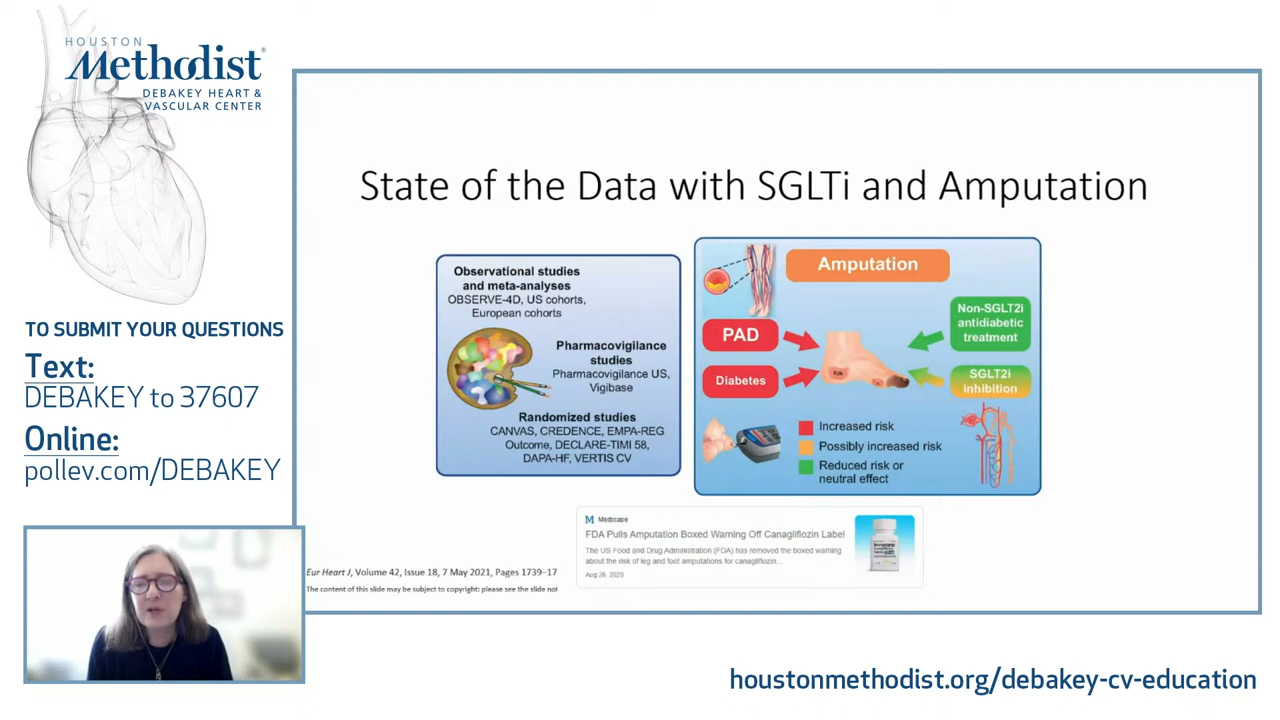 HOUSTON
Methodist®
DEBAKEY HEART &
VASCULAR CENTER
TO SUBMIT YOUR QUESTIONS
Text:
DEBAKEY to 37607
Online:
pollev.com/DEBAKEY
State of the Data with SGLTi and Amputation
Observational studies
and meta-analyses
OBSERVE-4D, US cohorts,
European cohorts
Pharmacovigilance
studies
Pharmacovigilance US,
Vigibase
Randomized studies
CANVAS, CREDENCE, EMPA-REG
Outcome, DECLARE-TIMI 58,
DAPA-HF, VERTIS CV
Amputation
PAD
Diabetes
Non-SGLT2i
antidiabetic
treatment
SGLT2i
inhibition
Increased risk
Possibly increased risk
Reduced risk or
neutral effect
M Medscape
FDA Pulls Amputation Boxed Warning Off Canagliflozin Label
The US Food and Drug Administration (FDA) has removed the boxed warning
about the risk of leg and foot amputations for canagliflozin...
Aug 26, 2020
Eur Heart J, Volume 42, Issue 18, 7 May 2021, Pages 1739–17
The content of this slide may be subject to copyright: please see the slide not
houstonmethodist.org/debakey-cv-education